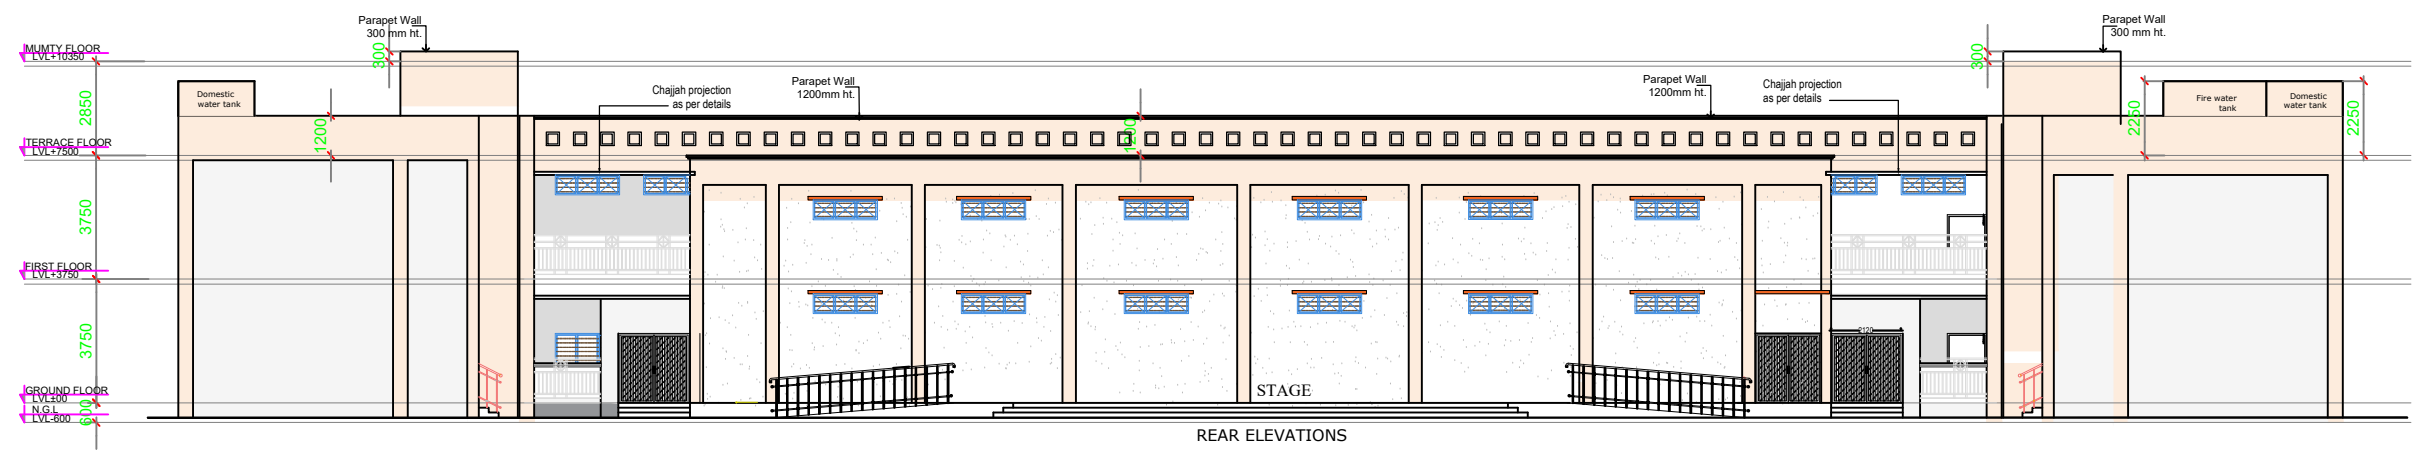 Parapet Wall
300 mm ht.
Parapet Wall
300 mm ht.
MUMTY FLOOR
LVL+10350
300
300
Domestic
water tank
Chajjah projection
as per details
Parapet Wall
1200mm ht.
Parapet Wall
1200mm ht.
Chajjah projection
as per details
Fire water
tank
Domestic
water tank
2850
1200
1200
2250
2250
TERRACE FLOOR
LVL+7500
3750
FIRST FLOOR
LVL+3750
3750
2120
GROUND FLOOR
LVL±00
N.G.L
LVL-600
600
STAGE
REAR ELEVATIONS